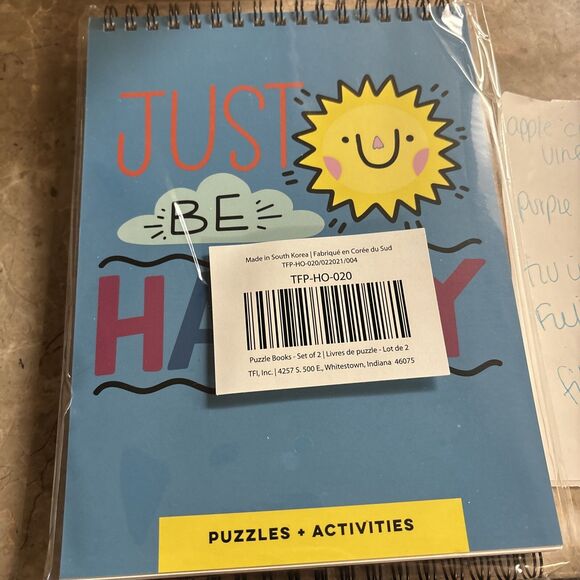 JUST
BE
HA Y
Made in South Korea | Fabriqué en Corée du Sud
TFP-HO-020/022021/004
TFP-HO-020
Puzzle Books - Set of 2 | Livres de puzzle - Lot de 2
TFI, Inc. | 4257 S. 500 E., Whitestown, Indiana 46075
PUZZLES + ACTIVITIES
apple
purple